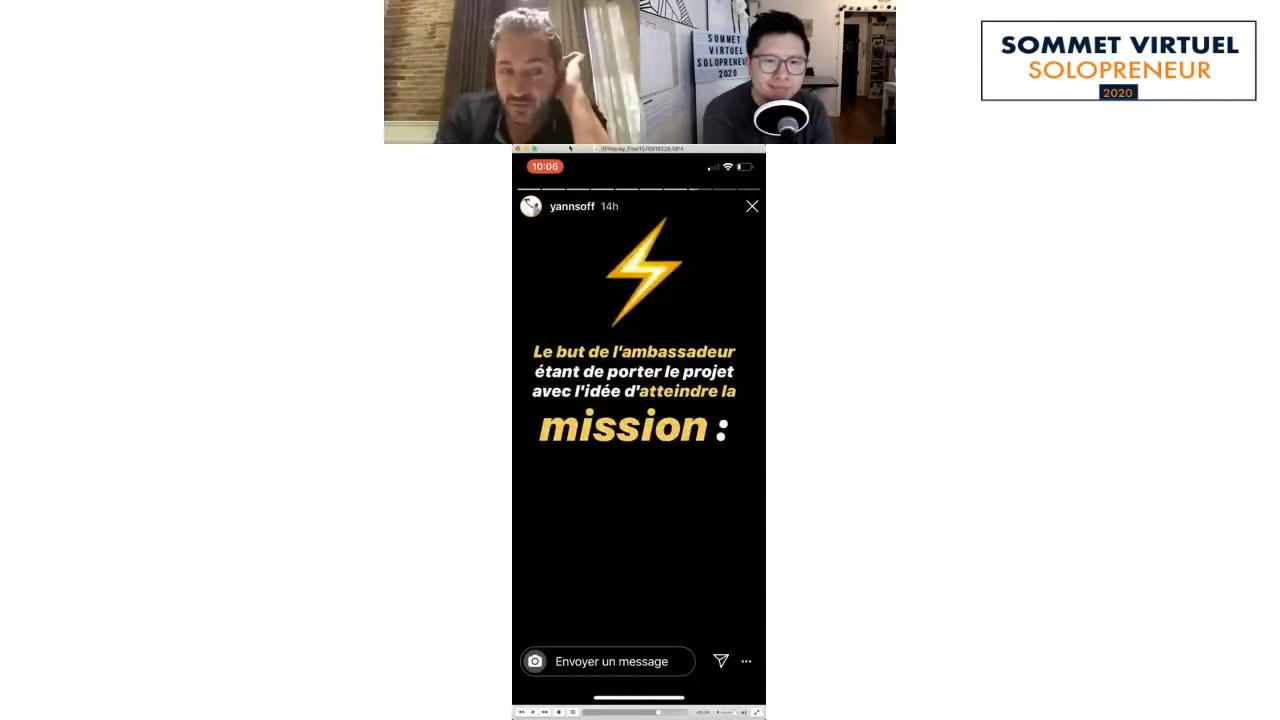 SOMMET
VIRTUEL
SOLOPRENEU
2020
SOMMET VIRTUEL
SOLOPRENEUR
2020
10:06
yannsoff 14h
Le but de l'ambassadeur
étant de porter le projet
avec l'idée d'atteindre la
mission :
Envoyer un message